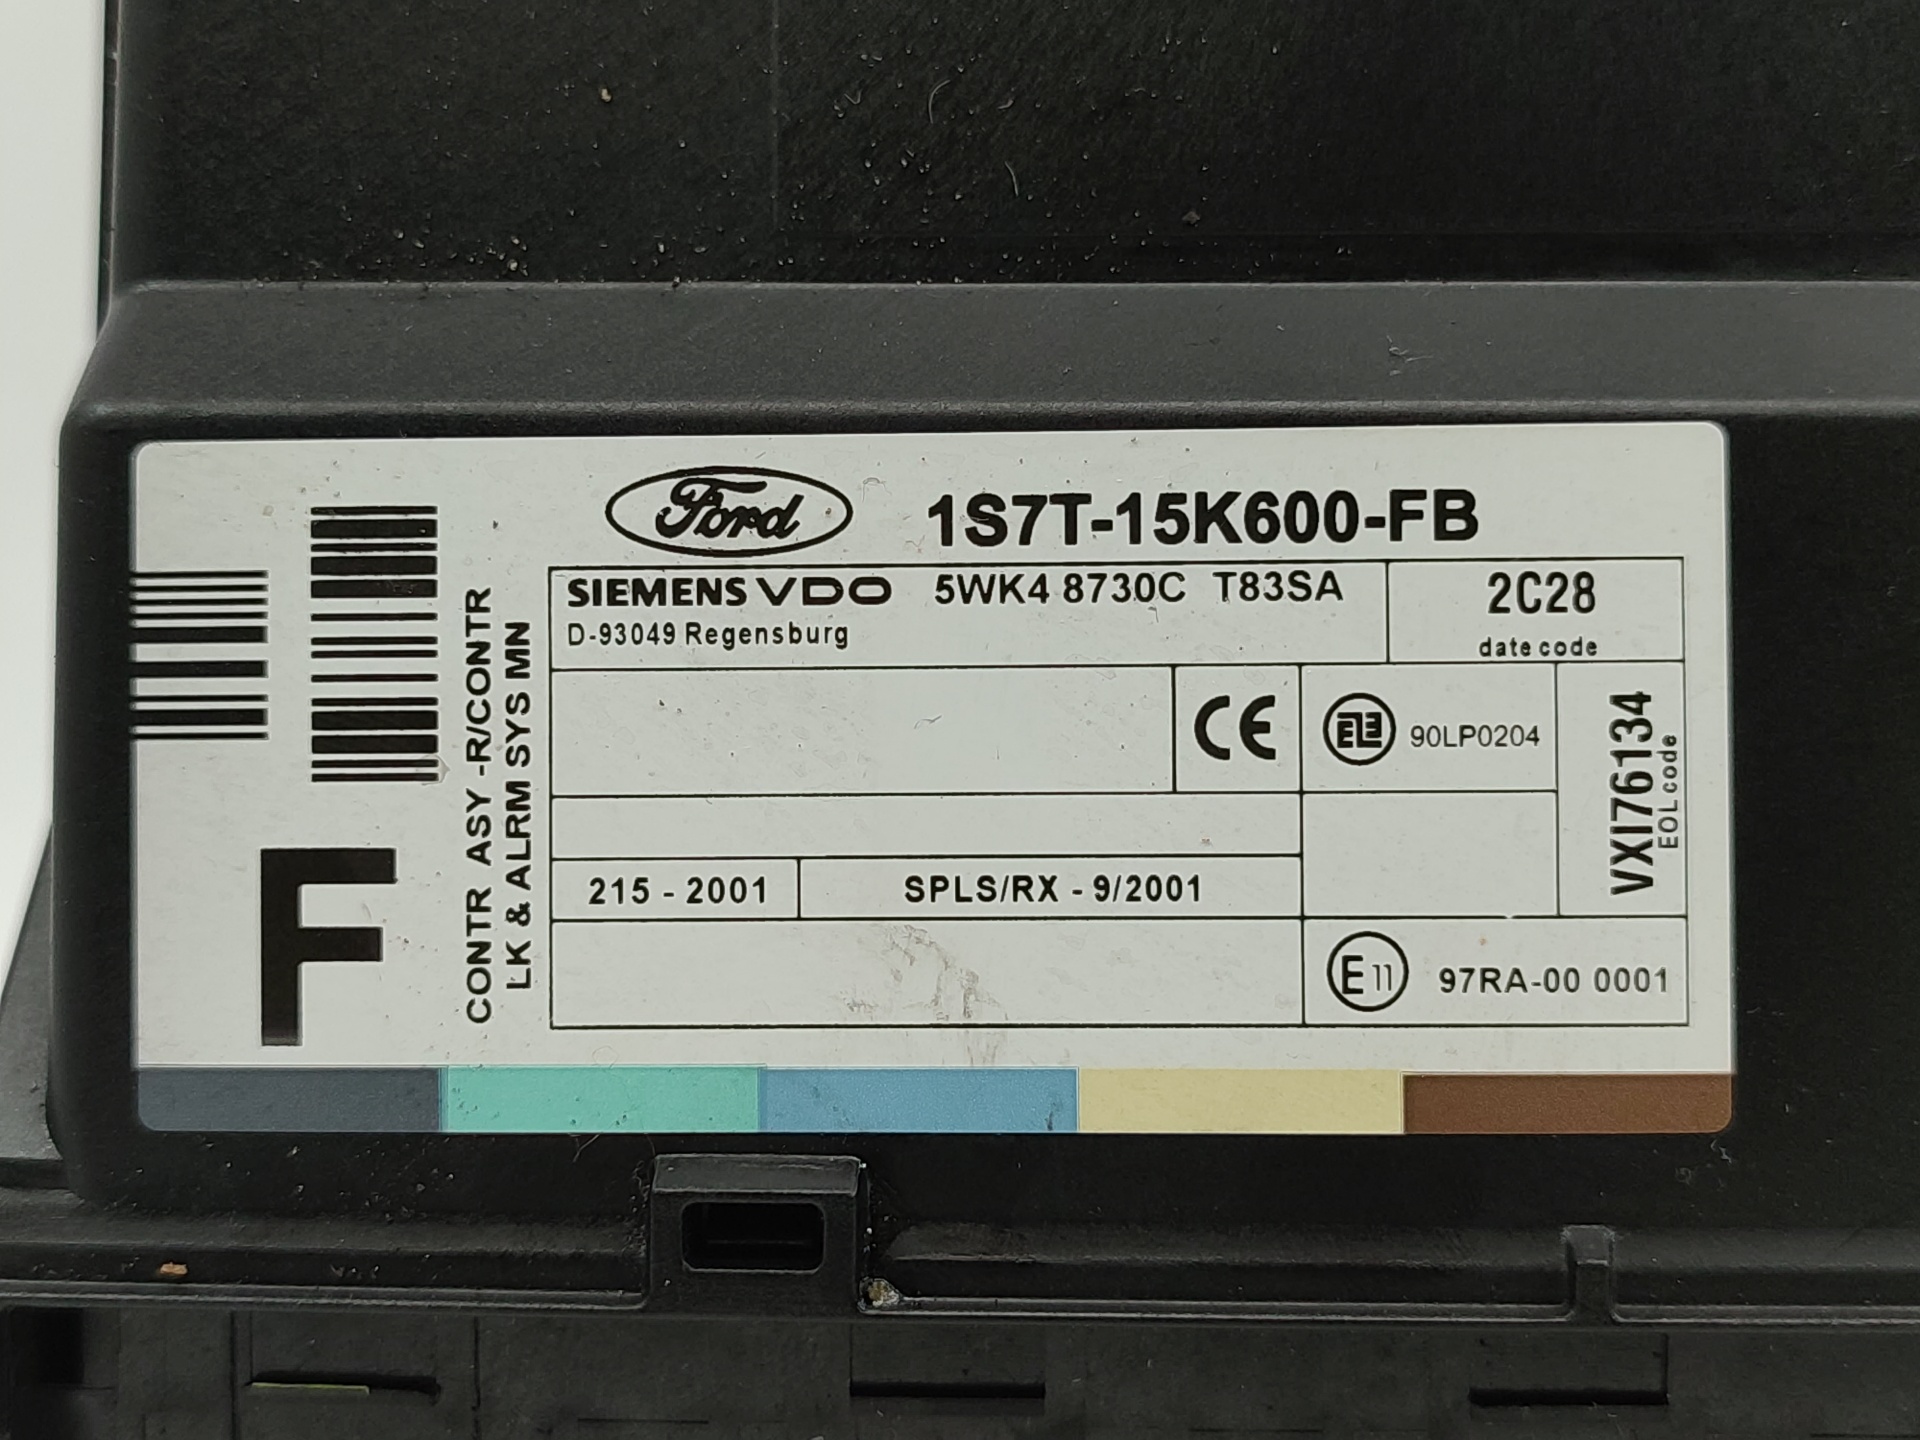 Ford 1S7T-15K600-FB
SIEMENS VDO 5WK4 8730C T83SA
D-93049 Regensburg
2C28
date code
CE
90LP0204
VXI76134
EOL code
215 - 2001
SPLS/RX - 9/2001
E11 97RA-00 0001
CONTR ASY -R/CONTR
LK & ALRM SYS MN
F